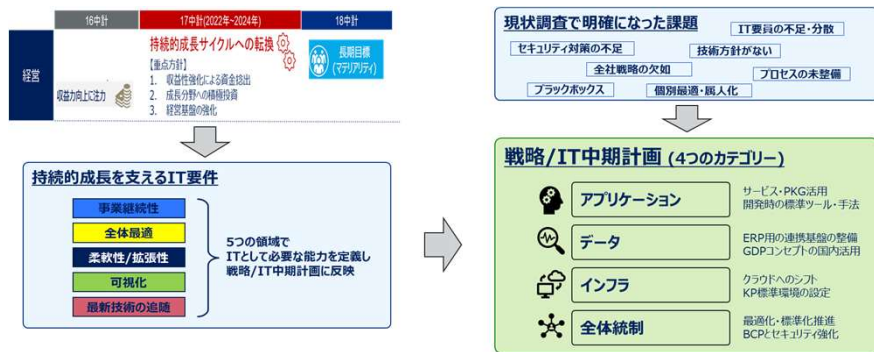 16中計
17中計(2022年~2024年)
18中計
経営
収益力向上に注力
持続的成長サイクルへの転換
【重点方針】
1. 収益性強化による資金捻出
2. 成長分野への積極投資
3. 経営基盤の強化
長期目標
(マテリアリティ)
持続的成長を支えるIT要件
事業継続性
全体最適
柔軟性/拡張性
可視化
最新技術の追随
5つの領域で
ITとして必要な能力を定義し
戦略/IT中期計画に反映
現状調査で明確になった課題
IT要員の不足・分散
セキュリティ対策の不足
技術方針がない
全社戦略の欠如
プロセスの未整備
ブラックボックス
個別最適・属人化
戦略/IT中期計画 (4つのカテゴリー)
アプリケーション
サービス・PKG活用
開発時の標準ツール・手法
データ
ERP用の連携基盤の整備
GDPコンセプトの国内活用
インフラ
クラウドへのシフト
KP標準環境の設定
全体統制
最適化・標準化推進
BCPとセキュリティ強化